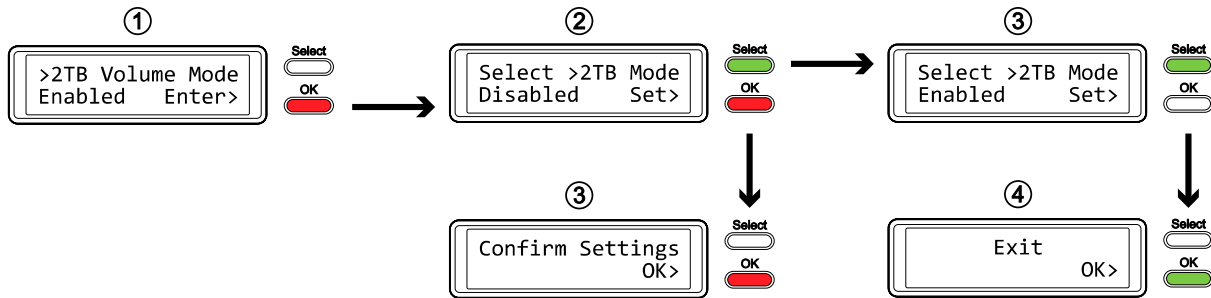 ①
>2TB Volume Mode
Enabled Enter>
Select
OK
②
Select >2TB Mode
Disabled Set>
Select
OK
③
Select >2TB Mode
Enabled Set>
Select
OK
③
Confirm Settings
OK>
Select
OK
④
Exit
OK>
Select
OK